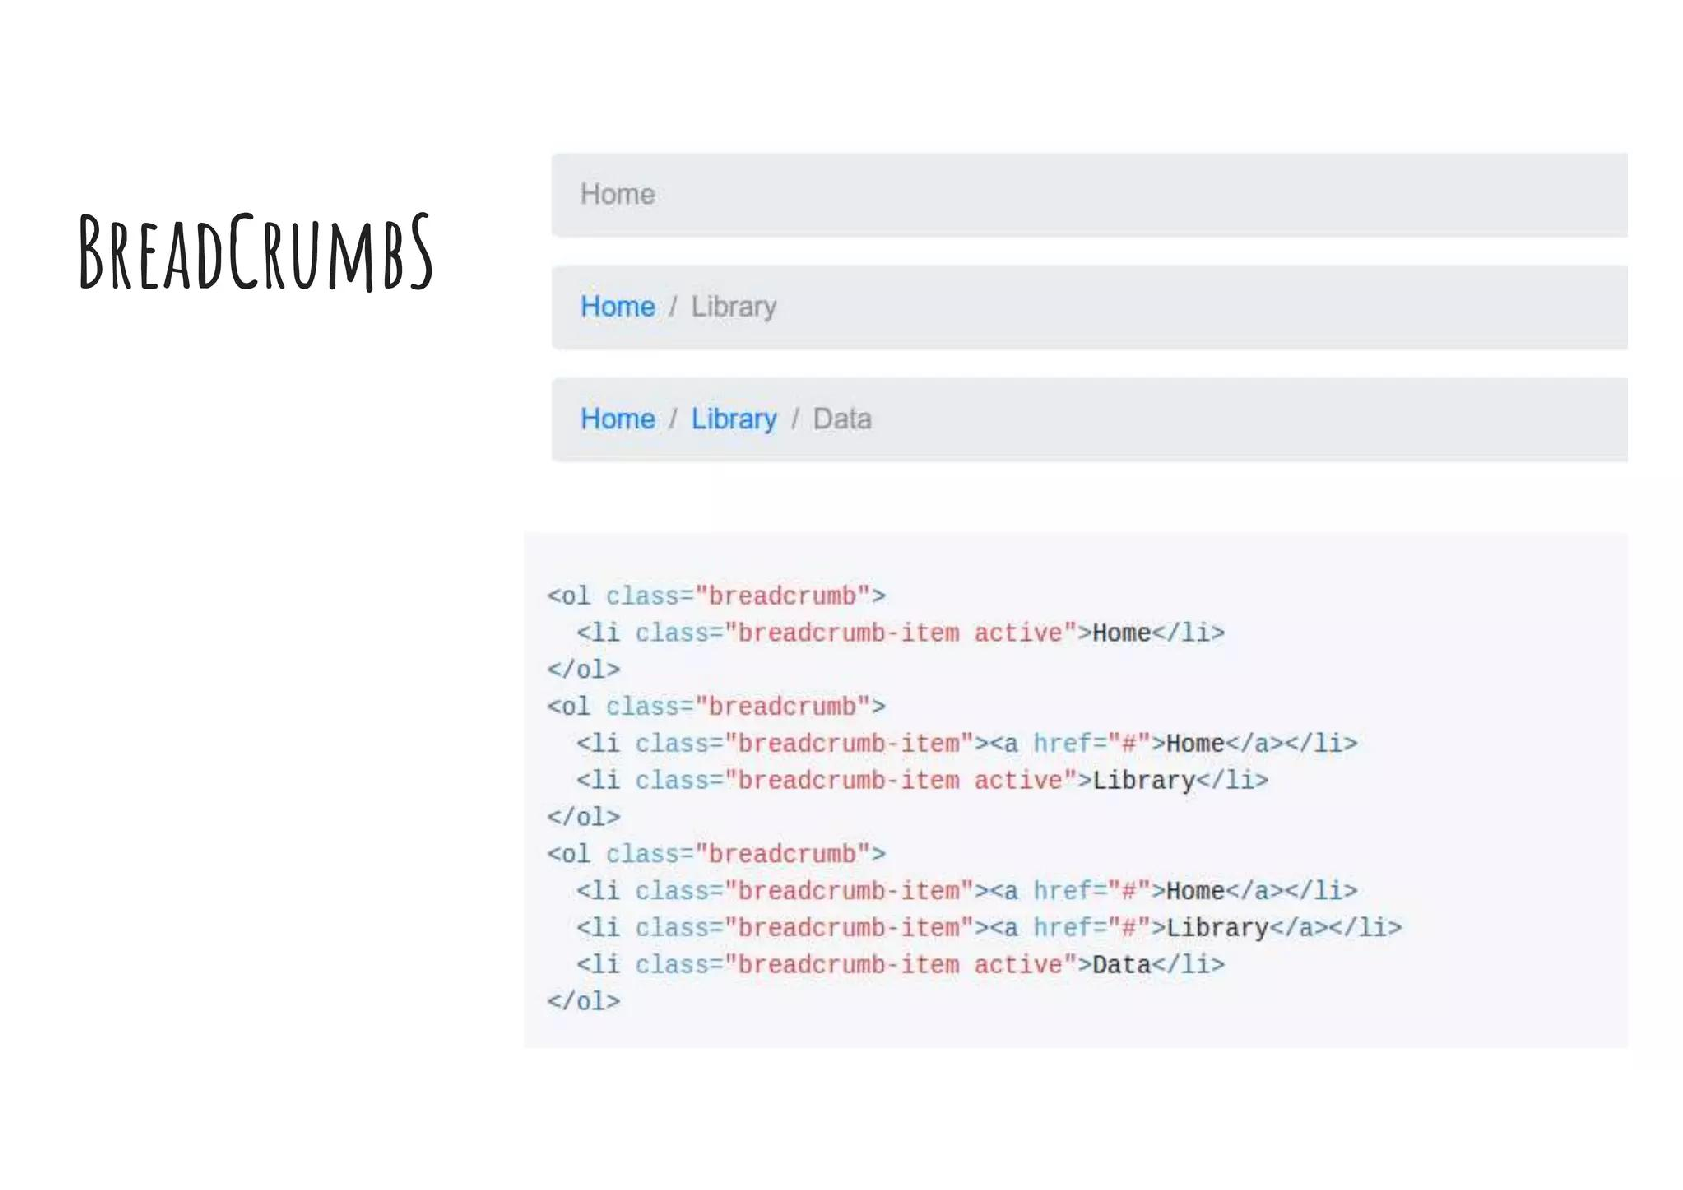 BREADCRUMBS
Home
Home / Library
Home / Library / Data
<ol class="breadcrumb">
  <li class="breadcrumb-item active">Home</li>
</ol>
<ol class="breadcrumb">
  <li class="breadcrumb-item"><a href="#">Home</a></li>
  <li class="breadcrumb-item active">Library</li>
</ol>
<ol class="breadcrumb">
  <li class="breadcrumb-item"><a href="#">Home</a></li>
  <li class="breadcrumb-item"><a href="#">Library</a></li>
  <li class="breadcrumb-item active">Data</li>
</ol>